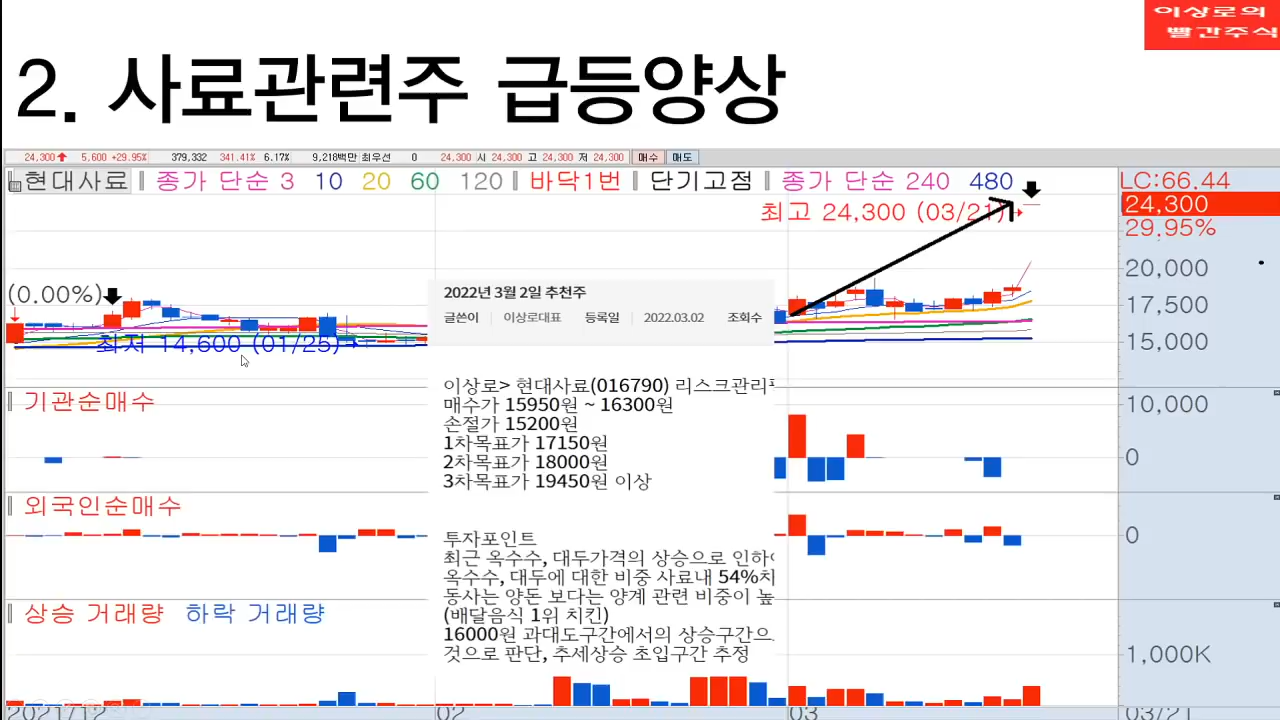 이상로의
빨간주식
2. 사료관련주 급등양상
24,300 5,600 +29.95% 379,332 341.41% 6.17% 9,218백만 최우선 0 24,300 시 24,300 고 24,300 저 24,300 매수 매도
현대사료 종가 단순 3 10 20 60 120 바닥1번 단기고점 종가 단순 240 480
LC:66.44
24,300
29.95%
최고 24,300 (03/21)
20,000
17,500
15,000
(0.00%)
최저 14,600 (01/25)
2022년 3월 2일 추천주
글쓴이 이상로대표 등록일 2022.03.02 조회수
이상로> 현대사료(016790) 리스크관리
매수가 15950원 ~ 16300원
손절가 15200원
1차목표가 17150원
2차목표가 18000원
3차목표가 19450원 이상
투자포인트
최근 옥수수, 대두가격의 상승으로 인하
옥수수, 대두에 대한 비중 사료내 54%차
동사는 양돈 보다는 양계 관련 비중이 높
(배달음식 1위 치킨)
16000원 과대도구간에서의 상승구간으
것으로 판단, 추세상승 초입구간 추정
기관순매수
10,000
0
외국인순매수
0
상승 거래량 하락 거래량
1,000K
2021/12 02 03 03/21